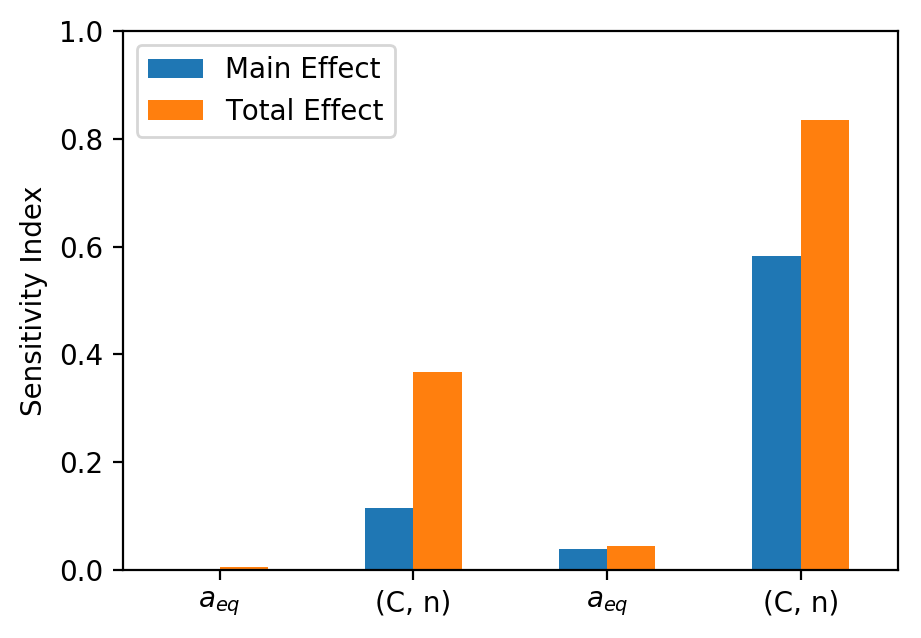 1.0
0.8
0.6
0.4
0.2
0.0
Sensitivity Index
Main Effect
Total Effect
a_eq (C, n) a_eq (C, n)